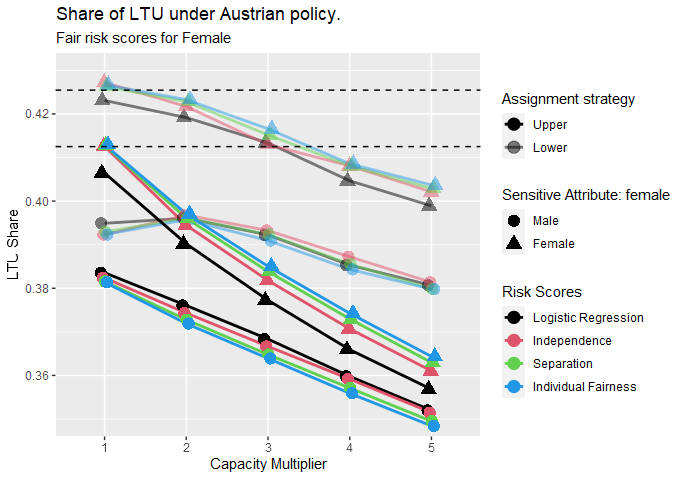 Share of LTU under Austrian policy.
Fair risk scores for Female
LTU Share
0.42
0.40
0.38
0.36
1
2
3
4
5
Capacity Multiplier
Assignment strategy
Upper
Lower
Sensitive Attribute: female
Male
Female
Risk Scores
Logistic Regression
Independence
Separation
Individual Fairness